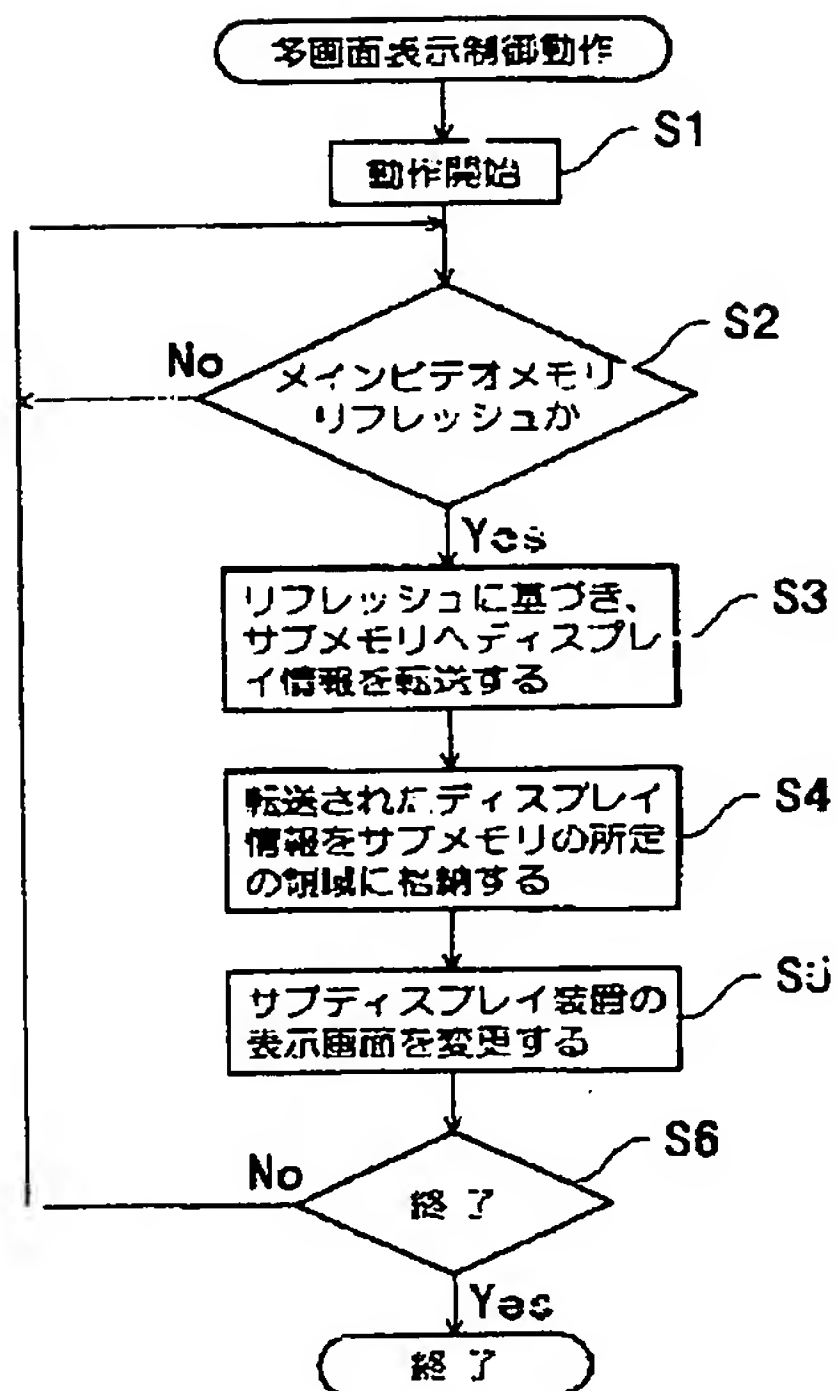 多画面表示制御動作
S1
動作開始
S2
No
メインビデオメモリ
リフレッシュか
Yes
S3
リフレッシュに基づき、
サブメモリへディスプレ
イ情報を転送する
S4
転送されたディスプレイ
情報をサブメモリの所定
の領域に格納する
S5
サブディスプレイ装置の
表示画面を変更する
S6
No
終了
Yes
終了